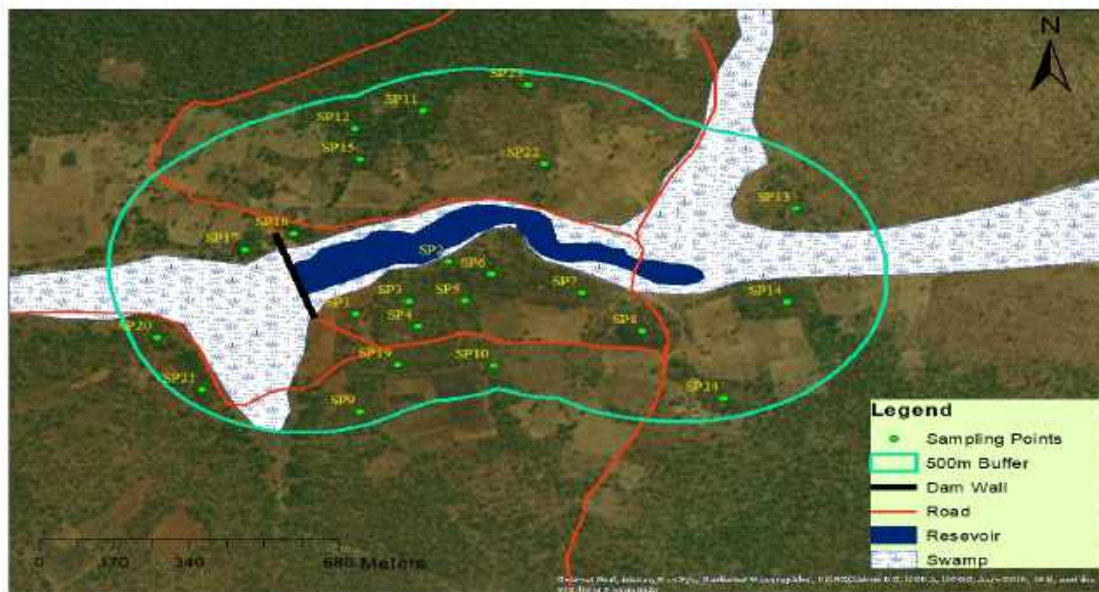 N
SP23
SP11
SP12
SP15
SP22
SP13
SP16
SP17
SP2
SP6
SP7
SP3
SP5
SP14
SP1
SP4
SP8
SP20
SP19
SP10
SP21
SP24
SP9
Legend
Sampling Points
500m Buffer
Dam Wall
Road
Resevoir
Swamp
0 170 340 680 Meters